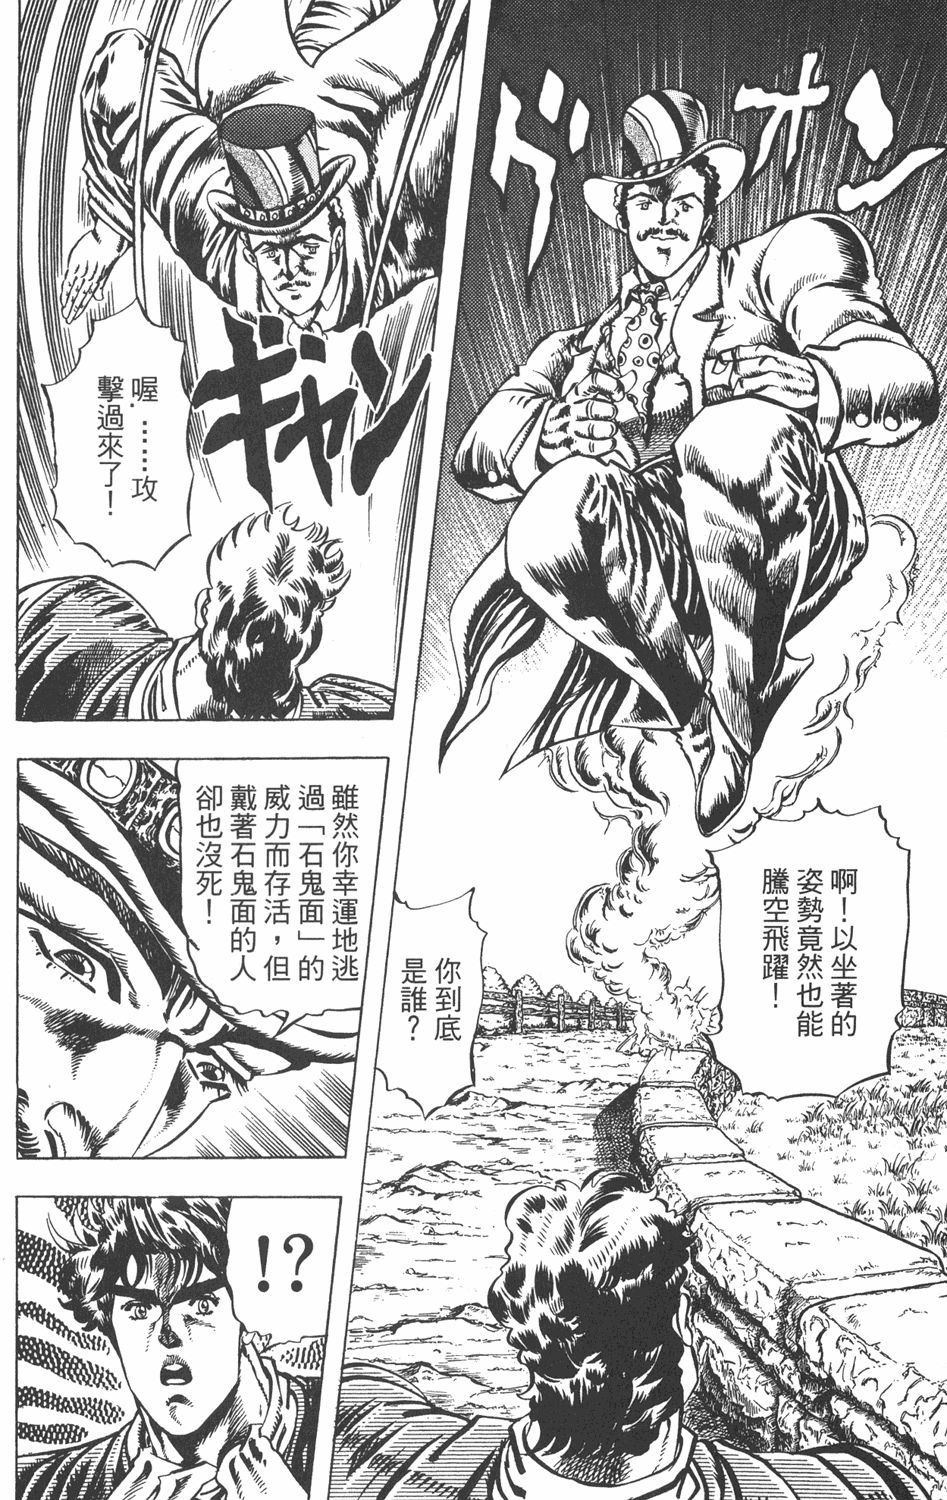 ドオン
啊！以坐著的
姿勢竟然也能
騰空飛躍！
你到底
是誰？
ギャン
喔……攻
擊過來了！
雖然你幸運地逃
過「石鬼面」的
威力而存活，但
戴著石鬼面的人
卻也沒死！
！？